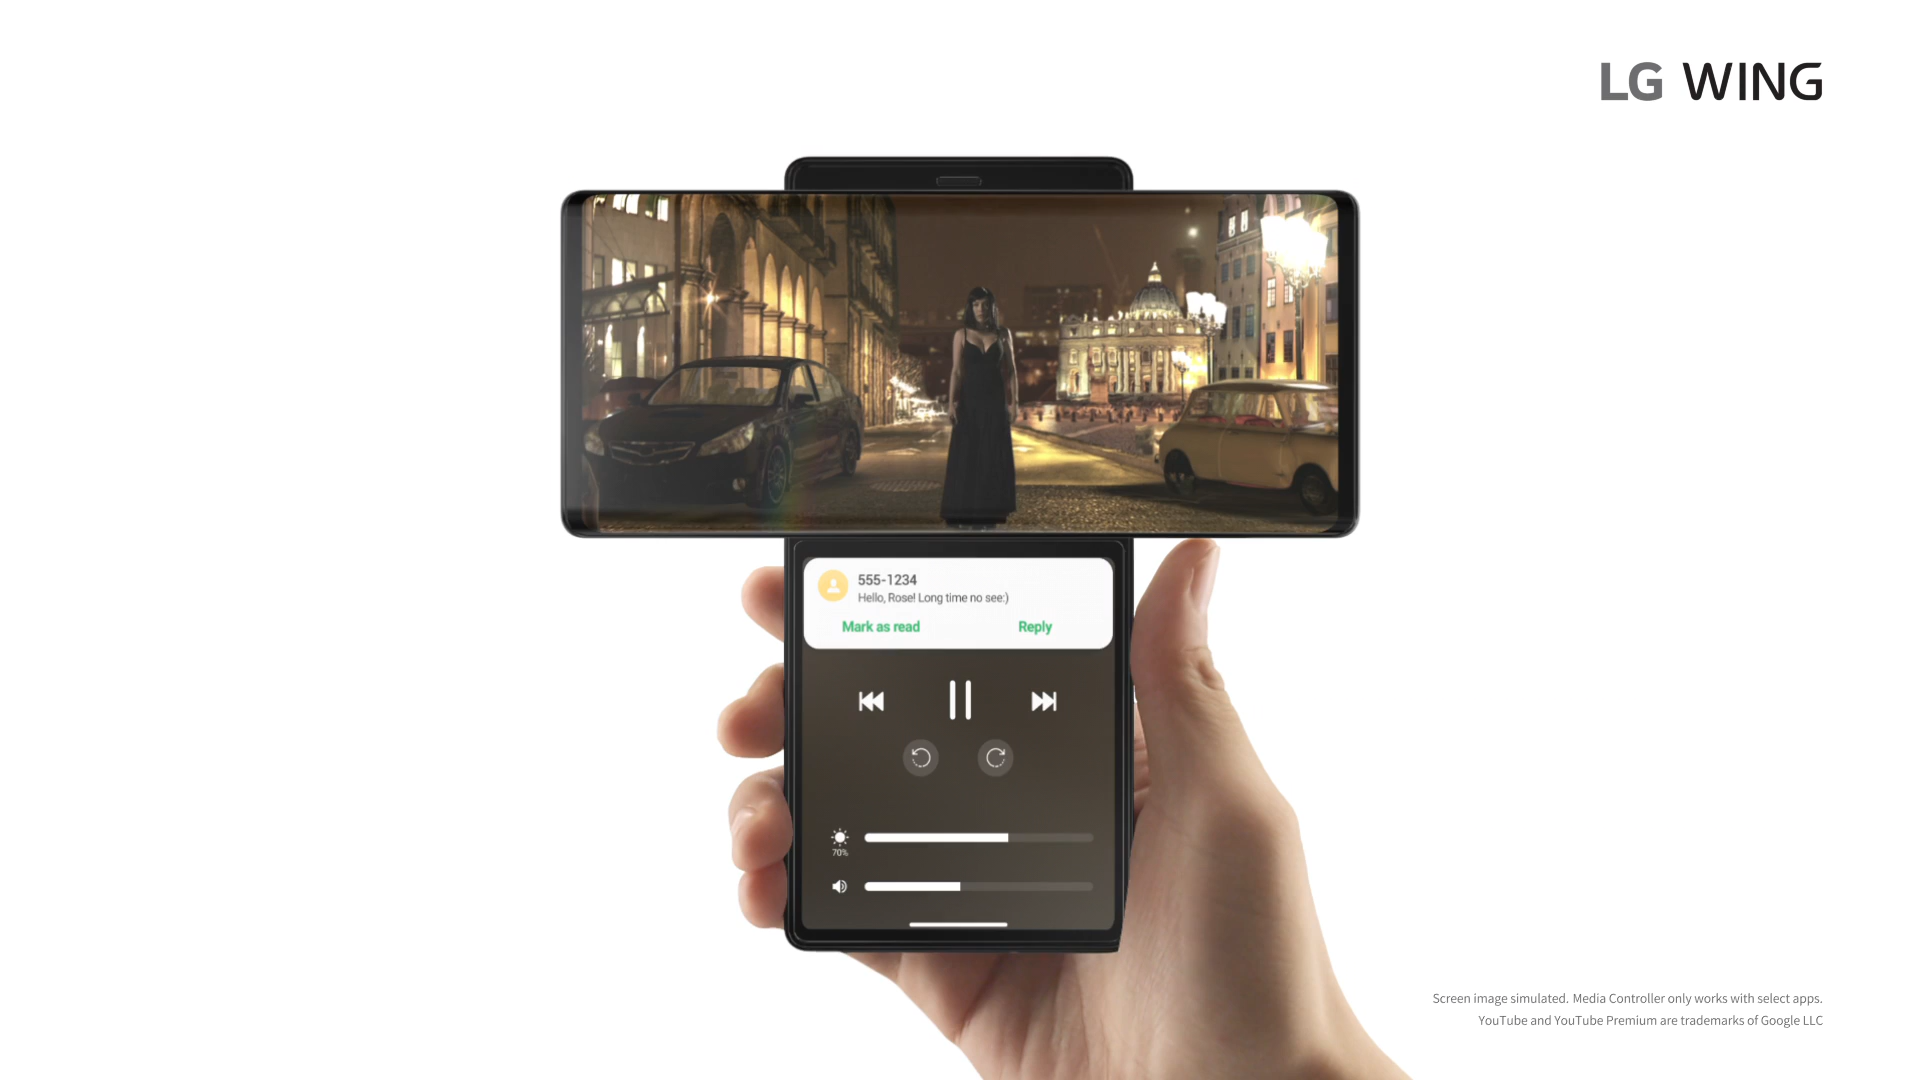 LG WING
555-1234
Hello, Rose! Long time no see:)
Mark as read Reply
70%
Screen image simulated. Media Controller only works with select apps.
YouTube and YouTube Premium are trademarks of Google LLC